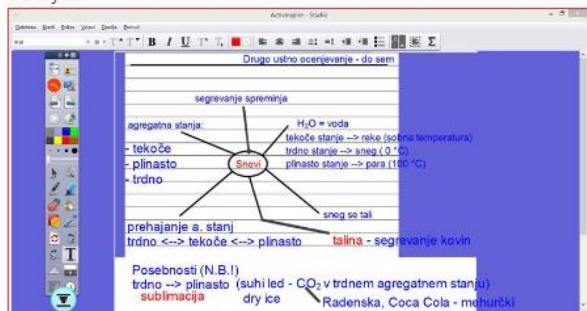 ActivInspire - Studio
Drugo ustno ocenjevanje - do sem
segrevanje spreminja
agregatna stanja:
- tekoče
- plinasto
- trdno
Snovi
H₂O = voda
tekoče stanje --> reke (sobna temperatura)
trdno stanje --> sneg ( 0 °C)
plinasto stanje --> para (100 °C)
sneg se tali
talina - segrevanje kovin
prehajanje a. stanj
trdno <--> tekoče <--> plinasto
Posebnosti (N.B.!)
trdno --> plinasto (suhi led - CO₂ v trdnem agregatnem stanju)
sublimacija dry ice Radenska, Coca Cola - mehurčki